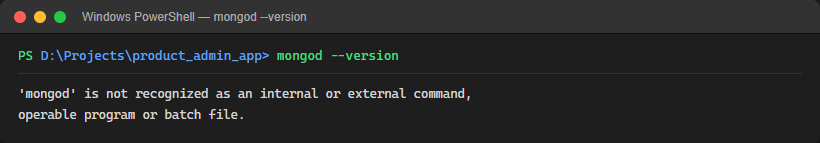 Windows PowerShell — mongod --version
PS D:\Projects\product_admin_app> mongod --version
'mongod' is not recognized as an internal or external command,
operable program or batch file.